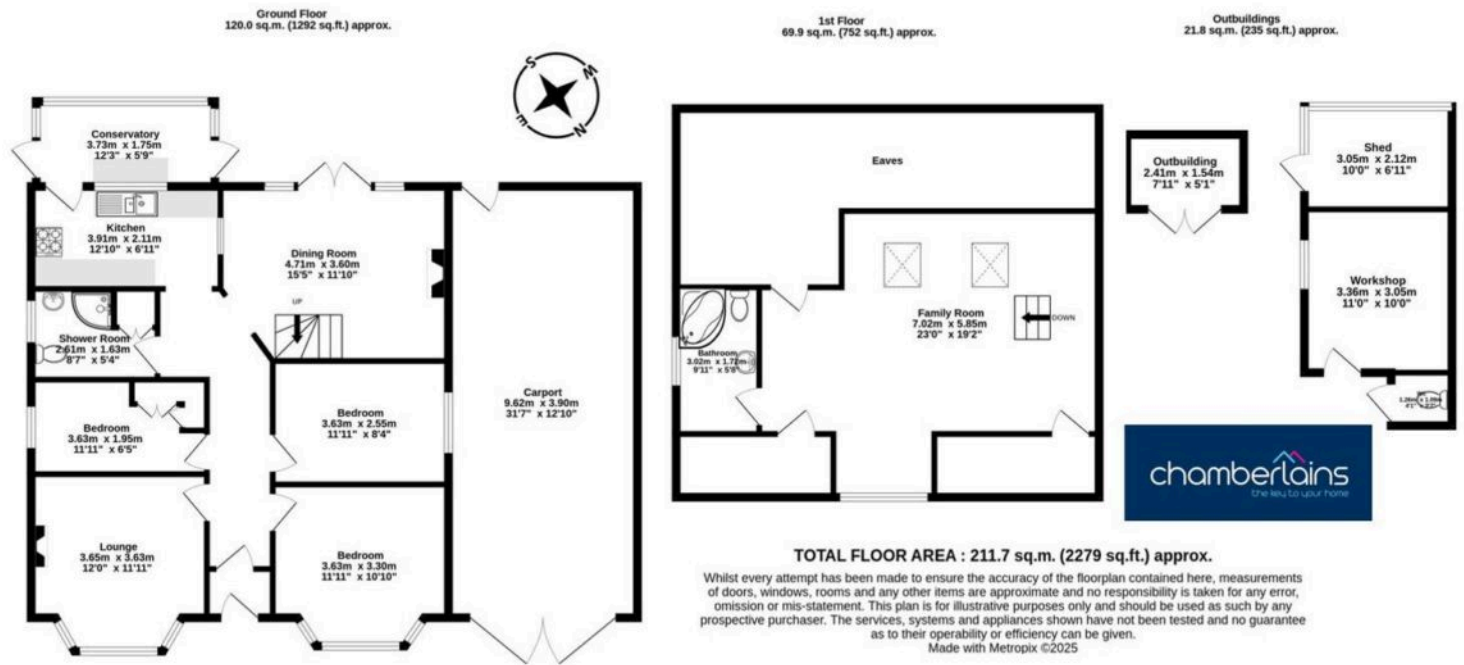 Ground Floor
120.0 sq.m. (1292 sq.ft.) approx.
1st Floor
69.9 sq.m. (752 sq.ft.) approx.
Outbuildings
21.8 sq.m. (235 sq.ft.) approx.
S
W
E
N
Conservatory
3.73m x 1.75m
12'3" x 5'9"
Kitchen
3.91m x 2.11m
12'10" x 6'11"
Dining Room
4.71m x 3.60m
15'5" x 11'10"
UP
Shower Room
2.61m x 1.63m
8'7" x 5'4"
Bedroom
3.63m x 1.95m
11'11" x 6'5"
Bedroom
3.63m x 2.55m
11'11" x 8'4"
Carport
9.62m x 3.90m
31'7" x 12'10"
Lounge
3.65m x 3.63m
12'0" x 11'11"
Bedroom
3.63m x 3.30m
11'11" x 10'10"
Eaves
Family Room
7.02m x 5.85m
23'0" x 19'2"
DOWN
Bathroom
3.02m x 1.72m
9'11" x 5'8"
Outbuilding
2.41m x 1.54m
7'11" x 5'1"
Shed
3.05m x 2.12m
10'0" x 6'11"
Workshop
3.36m x 3.05m
11'0" x 10'0"
chamberlains
the key to your home
TOTAL FLOOR AREA : 211.7 sq.m. (2279 sq.ft.) approx.
Whilst every attempt has been made to ensure the accuracy of the floorplan contained here, measurements
of doors, windows, rooms and any other items are approximate and no responsibility is taken for any error,
omission or mis-statement. This plan is for illustrative purposes only and should be used as such by any
prospective purchaser. The services, systems and appliances shown have not been tested and no guarantee
as to their operability or efficiency can be given.
Made with Metropix ©2025